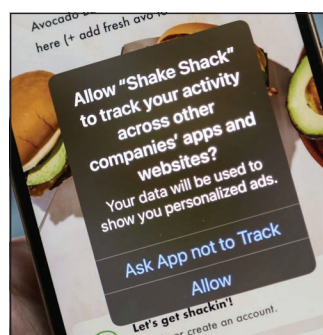 Avocado B
here (+ add fresh avo
Allow "Shake Shack"
to track your activity
across other
companies' apps and
websites?
Your data will be used to
show you personalized ads.
Ask App not to Track
Allow
Let's get shackin'!
or create an account.